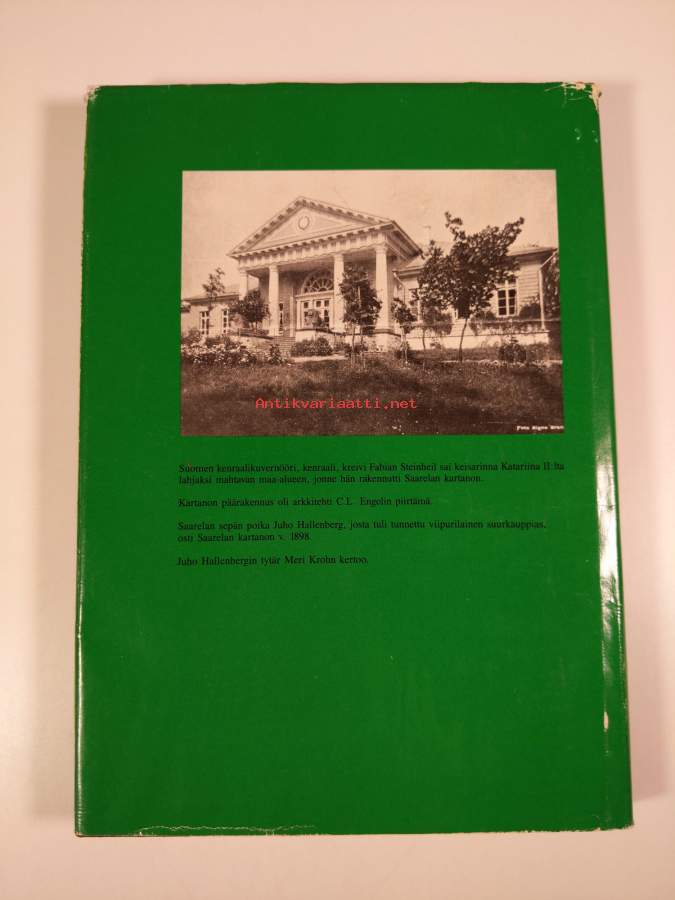 Antikvariaatti.net
Foto Signe
Suomen kenraalikuvernööri, kenraali, kreivi Fabian Steinheil sai keisarinna Katariina II:lta
lahjaksi mahtavan maa-alueen, jonne hän rakennutti Saarelan kartanon.
Kartanon päärakennus oli arkkitehti C.L. Engelin piirtämä.
Saarelan sepän poika Juho Hallenberg, josta tuli tunnettu viipurilainen suurkauppias,
osti Saarelan kartanon v. 1898.
Juho Hallenbergin tytär Meri Krohn kertoo.